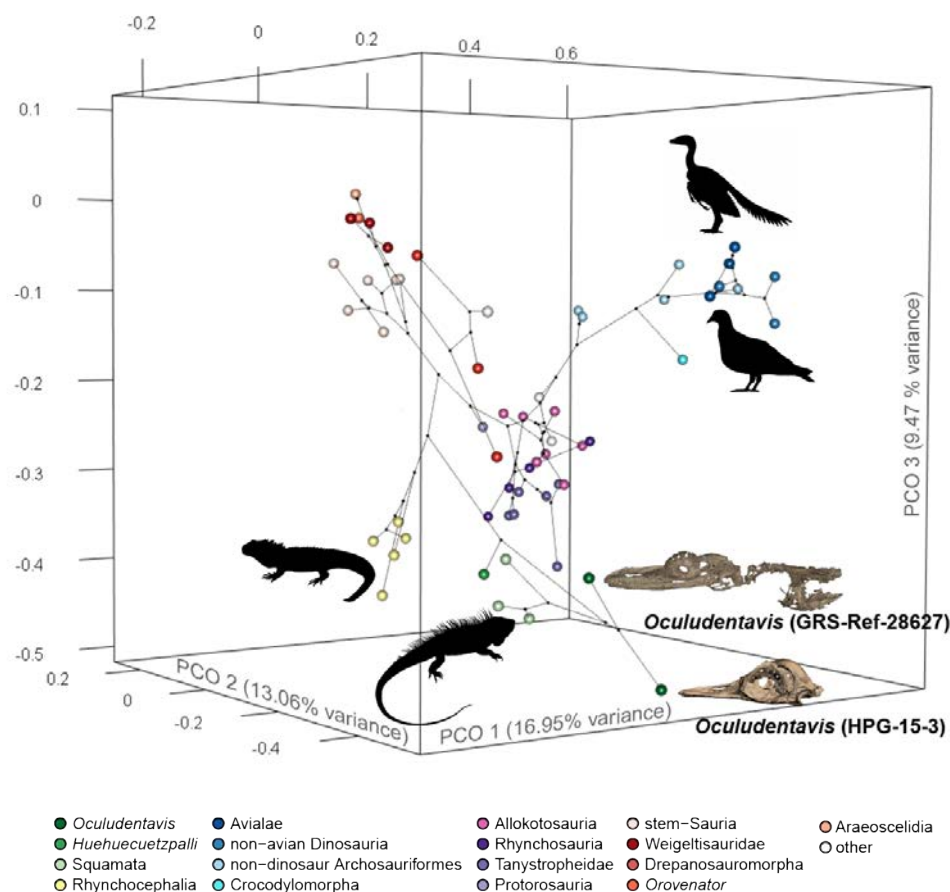 -0.2
0
0.2
0.4
0.6
0.1
0
-0.1
-0.2
-0.3
-0.4
-0.5
PCO 3 (9.47 % variance)
Oculudentavis (GRS-Ref-28627)
0.2
0
-0.2
-0.4
PCO 2 (13.06% variance)
PCO 1 (16.95% variance)
Oculudentavis (HPG-15-3)
Oculudentavis
Huehuecuetzpalli
Squamata
Rhynchocephalia
Avialae
non-avian Dinosauria
non-dinosaur Archosauriformes
Crocodylomorpha
Allokotosauria
Rhynchosauria
Tanystropheidae
Protorosauria
stem−Sauria
Weigeltisauridae
Drepanosauromorpha
Orovenator
Araeoscelidia
other